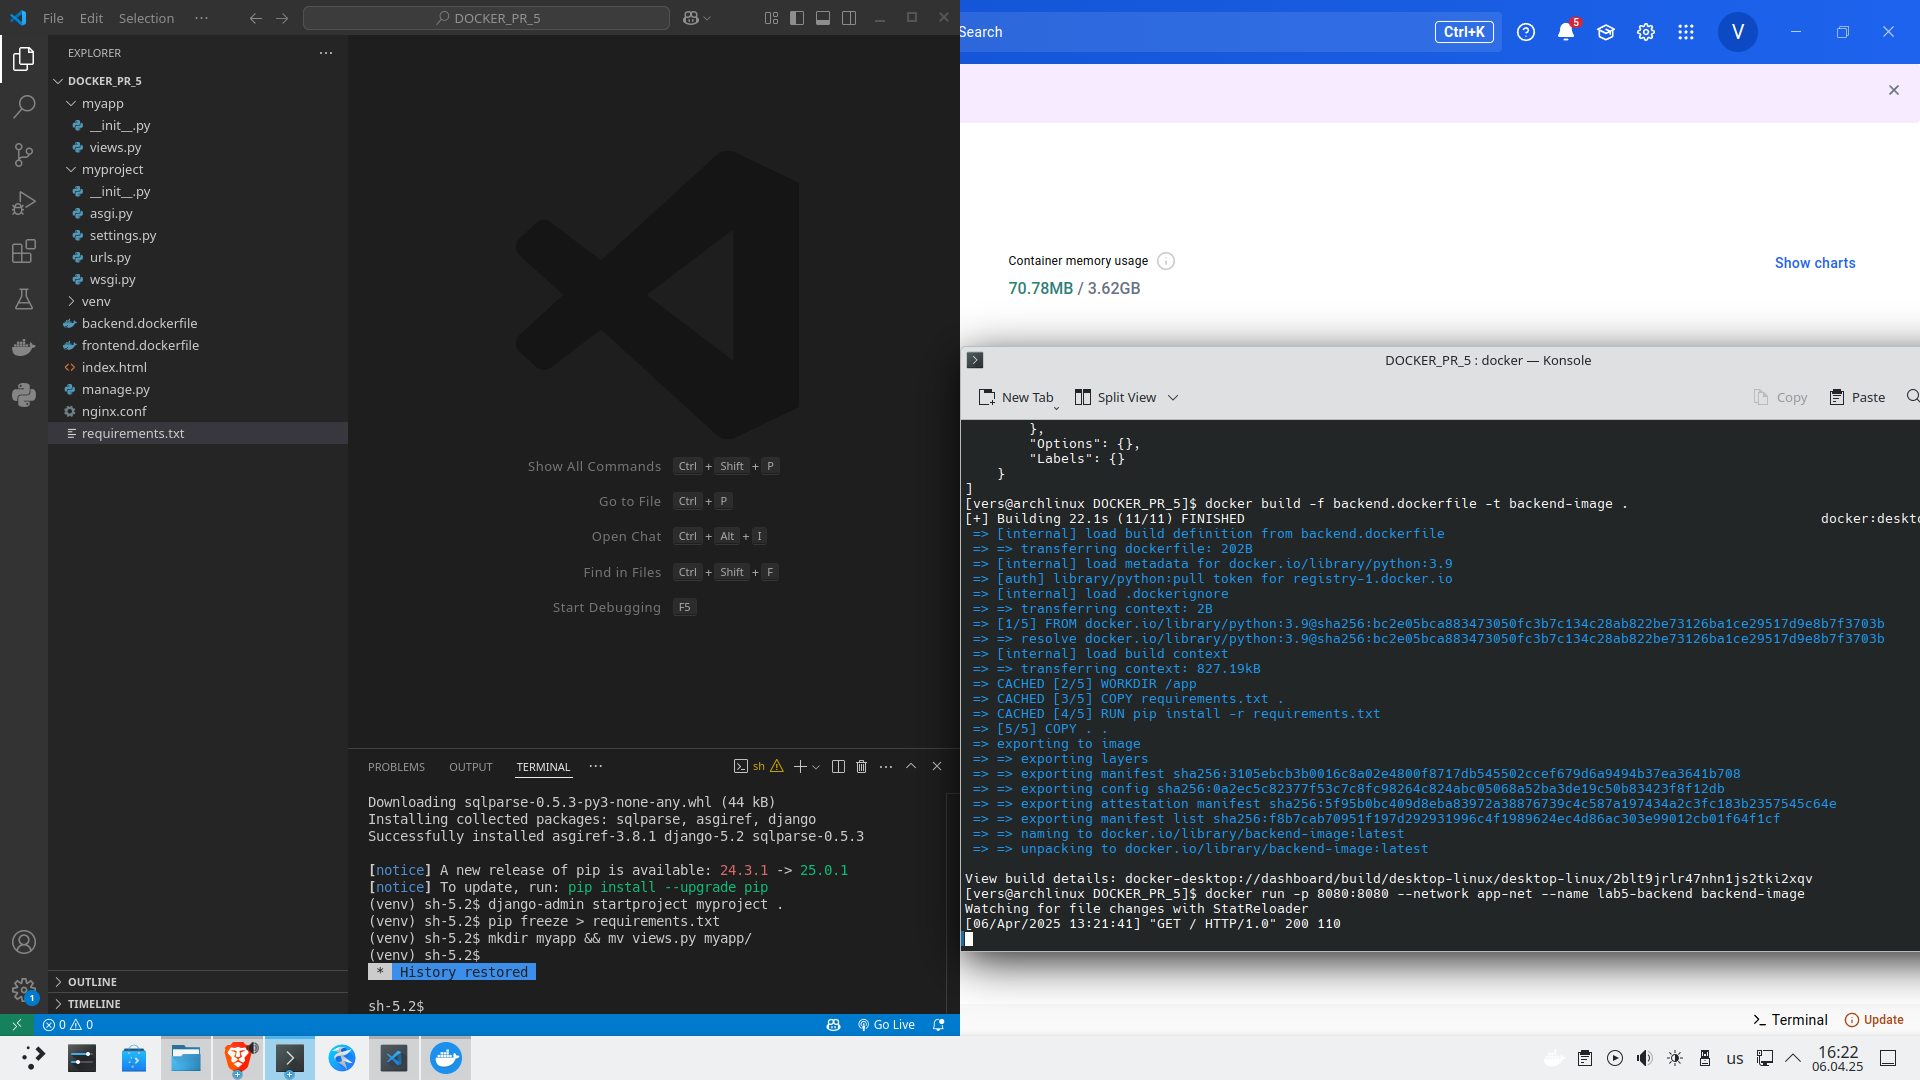 File Edit Selection ···
DOCKER_PR_5
EXPLORER
DOCKER_PR_5
myapp
__init__.py
views.py
myproject
__init__.py
asgi.py
settings.py
urls.py
wsgi.py
venv
backend.dockerfile
frontend.dockerfile
index.html
manage.py
nginx.conf
requirements.txt
OUTLINE
TIMELINE
Show All Commands Ctrl + Shift + P
Go to File Ctrl + P
Open Chat Ctrl + Alt + I
Find in Files Ctrl + Shift + F
Start Debugging F5
PROBLEMS OUTPUT TERMINAL ··· sh
Downloading sqlparse-0.5.3-py3-none-any.whl (44 kB)
Installing collected packages: sqlparse, asgiref, django
Successfully installed asgiref-3.8.1 django-5.2 sqlparse-0.5.3
[notice] A new release of pip is available: 24.3.1 -> 25.0.1
[notice] To update, run: pip install --upgrade pip
(venv) sh-5.2$ django-admin startproject myproject .
(venv) sh-5.2$ pip freeze > requirements.txt
(venv) sh-5.2$ mkdir myapp && mv views.py myapp/
(venv) sh-5.2$
* History restored
sh-5.2$
1
0 0 Go Live
Search Ctrl+K 5 V
Container memory usage
70.78MB / 3.62GB
Show charts
DOCKER_PR_5 : docker — Konsole
New Tab Split View Copy Paste
},
"Options": {},
"Labels": {}
}
]
[vers@archlinux DOCKER_PR_5]$ docker build -f backend.dockerfile -t backend-image .
[+] Building 22.1s (11/11) FINISHED docker:deskto
=> [internal] load build definition from backend.dockerfile
=> => transferring dockerfile: 202B
=> [internal] load metadata for docker.io/library/python:3.9
=> [auth] library/python:pull token for registry-1.docker.io
=> [internal] load .dockerignore
=> => transferring context: 2B
=> [1/5] FROM docker.io/library/python:3.9@sha256:bc2e05bca883473050fc3b7c134c28ab822be73126ba1ce29517d9e8b7f3703b
=> => resolve docker.io/library/python:3.9@sha256:bc2e05bca883473050fc3b7c134c28ab822be73126ba1ce29517d9e8b7f3703b
=> [internal] load build context
=> => transferring context: 827.19kB
=> CACHED [2/5] WORKDIR /app
=> CACHED [3/5] COPY requirements.txt .
=> CACHED [4/5] RUN pip install -r requirements.txt
=> [5/5] COPY . .
=> exporting to image
=> => exporting layers
=> => exporting manifest sha256:3105ebcb3b0016c8a02e4800f8717db545502ccef679d6a9494b37ea3641b708
=> => exporting config sha256:0a2ec5c82377f53c7c8fc98264c824abc05068a52ba3de19c50b83423f8f12db
=> => exporting attestation manifest sha256:5f95b0bc409d8eba83972a38876739c4c587a197434a2c3fc183b2357545c64e
=> => exporting manifest list sha256:f8b7cab70951f197d292931996c4f1989624ec4d86ac303e99012cb01f64f1cf
=> => naming to docker.io/library/backend-image:latest
=> => unpacking to docker.io/library/backend-image:latest
View build details: docker-desktop://dashboard/build/desktop-linux/desktop-linux/2blt9jrlr47nhn1js2tki2xqv
[vers@archlinux DOCKER_PR_5]$ docker run -p 8080:8080 --network app-net --name lab5-backend backend-image
Watching for file changes with StatReloader
[06/Apr/2025 13:21:41] "GET / HTTP/1.0" 200 110
Terminal Update
us 16:22
06.04.25